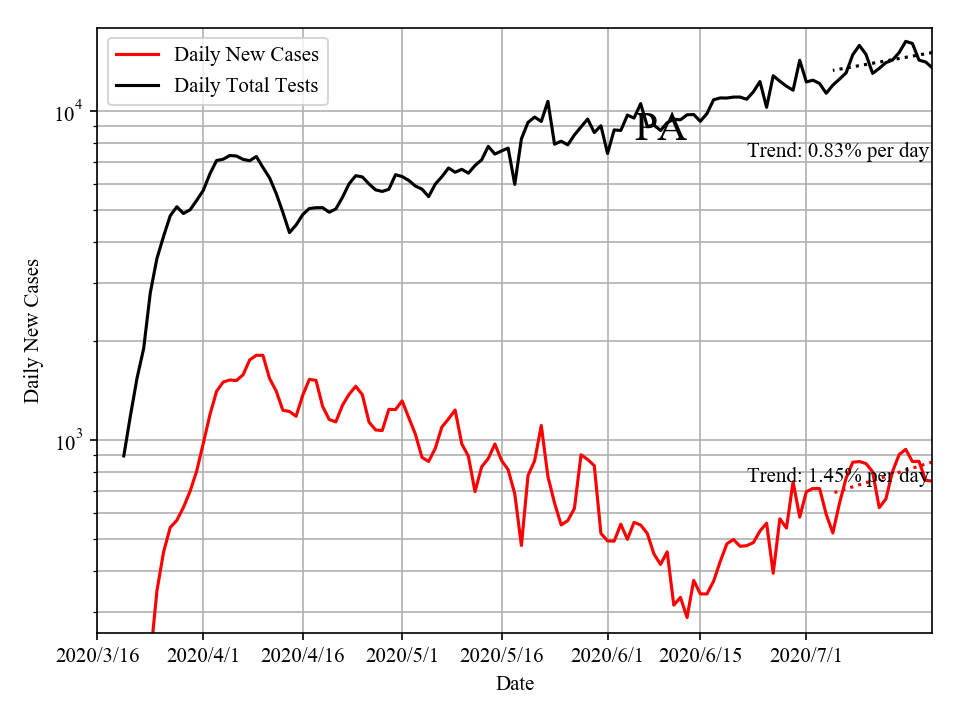 Daily New Cases
Daily Total Tests
10^4
PA
Trend: 0.83% per day
Daily New Cases
10^3
Trend: 1.45% per day
2020/3/16 2020/4/1 2020/4/16 2020/5/1 2020/5/16 2020/6/1 2020/6/15 2020/7/1
Date